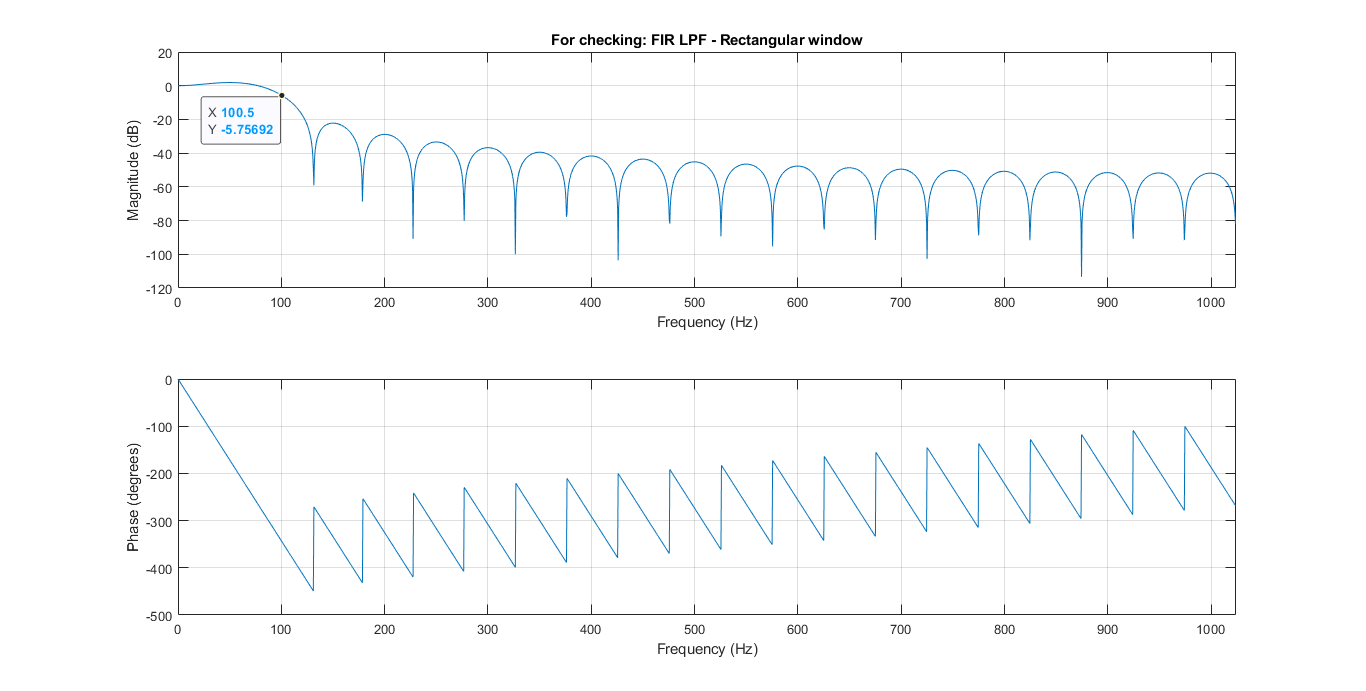 For checking: FIR LPF - Rectangular window
20
0
-20
-40
-60
-80
-100
-120
Magnitude (dB)
X 100.5
Y -5.75692
0 100 200 300 400 500 600 700 800 900 1000
Frequency (Hz)
0
-100
-200
-300
-400
-500
Phase (degrees)
0 100 200 300 400 500 600 700 800 900 1000
Frequency (Hz)